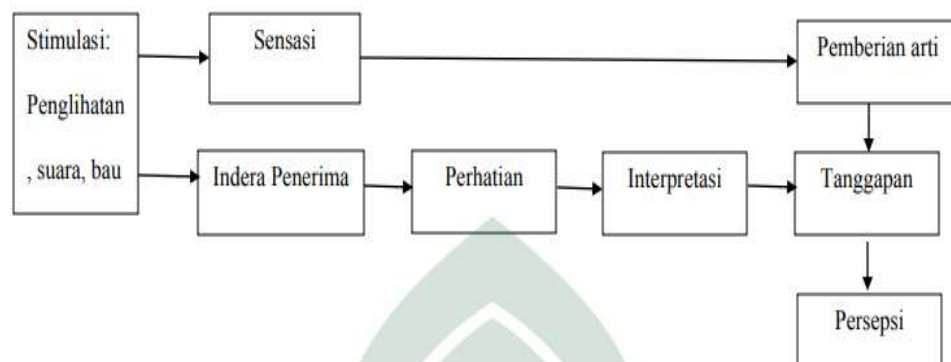 Stimulasi:
Penglihatan
, suara, bau
Sensasi
Pemberian arti
Indera Penerima
Perhatian
Interpretasi
Tanggapan
Persepsi